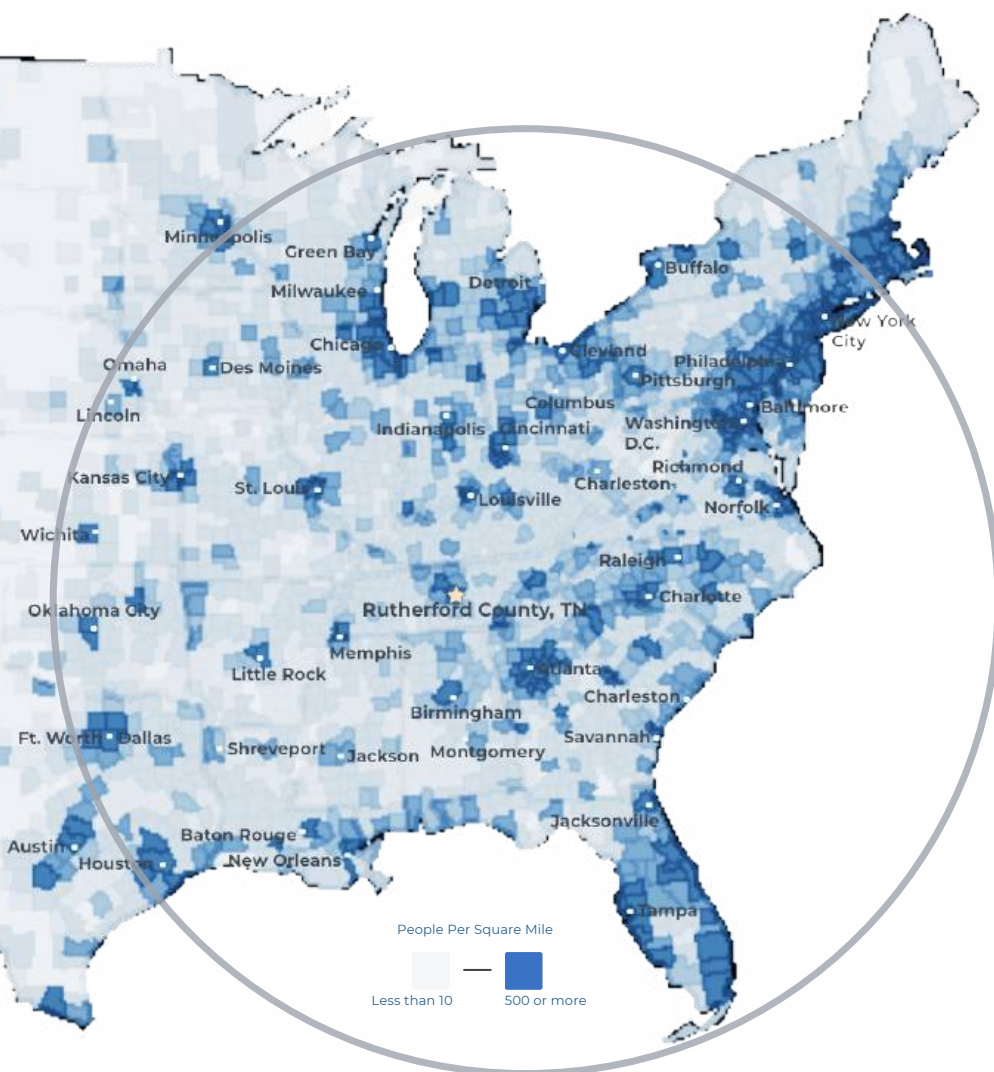 Minneapolis
Green Bay
Buffalo
Detroit
Milwaukee
New York
City
Chicago
Clevland
Omaha
Des Moines
Philadelphia
Pittsburgh
Lincoln
Columbus
Baltimore
Indianapolis
Cincinnati
Washington
D.C.
Richmond
Kansas City
St. Louis
Charleston
Louisville
Norfolk
Wichita
Raleigh
Oklahoma City
Rutherford County, TN
Charlotte
Memphis
Little Rock
Atlanta
Charleston
Birmingham
Ft. Worth
Dallas
Shreveport
Jackson
Montgomery
Savannah
Jacksonville
Baton Rouge
Austin
Houston
New Orleans
Tampa
People Per Square Mile
Less than 10
500 or more